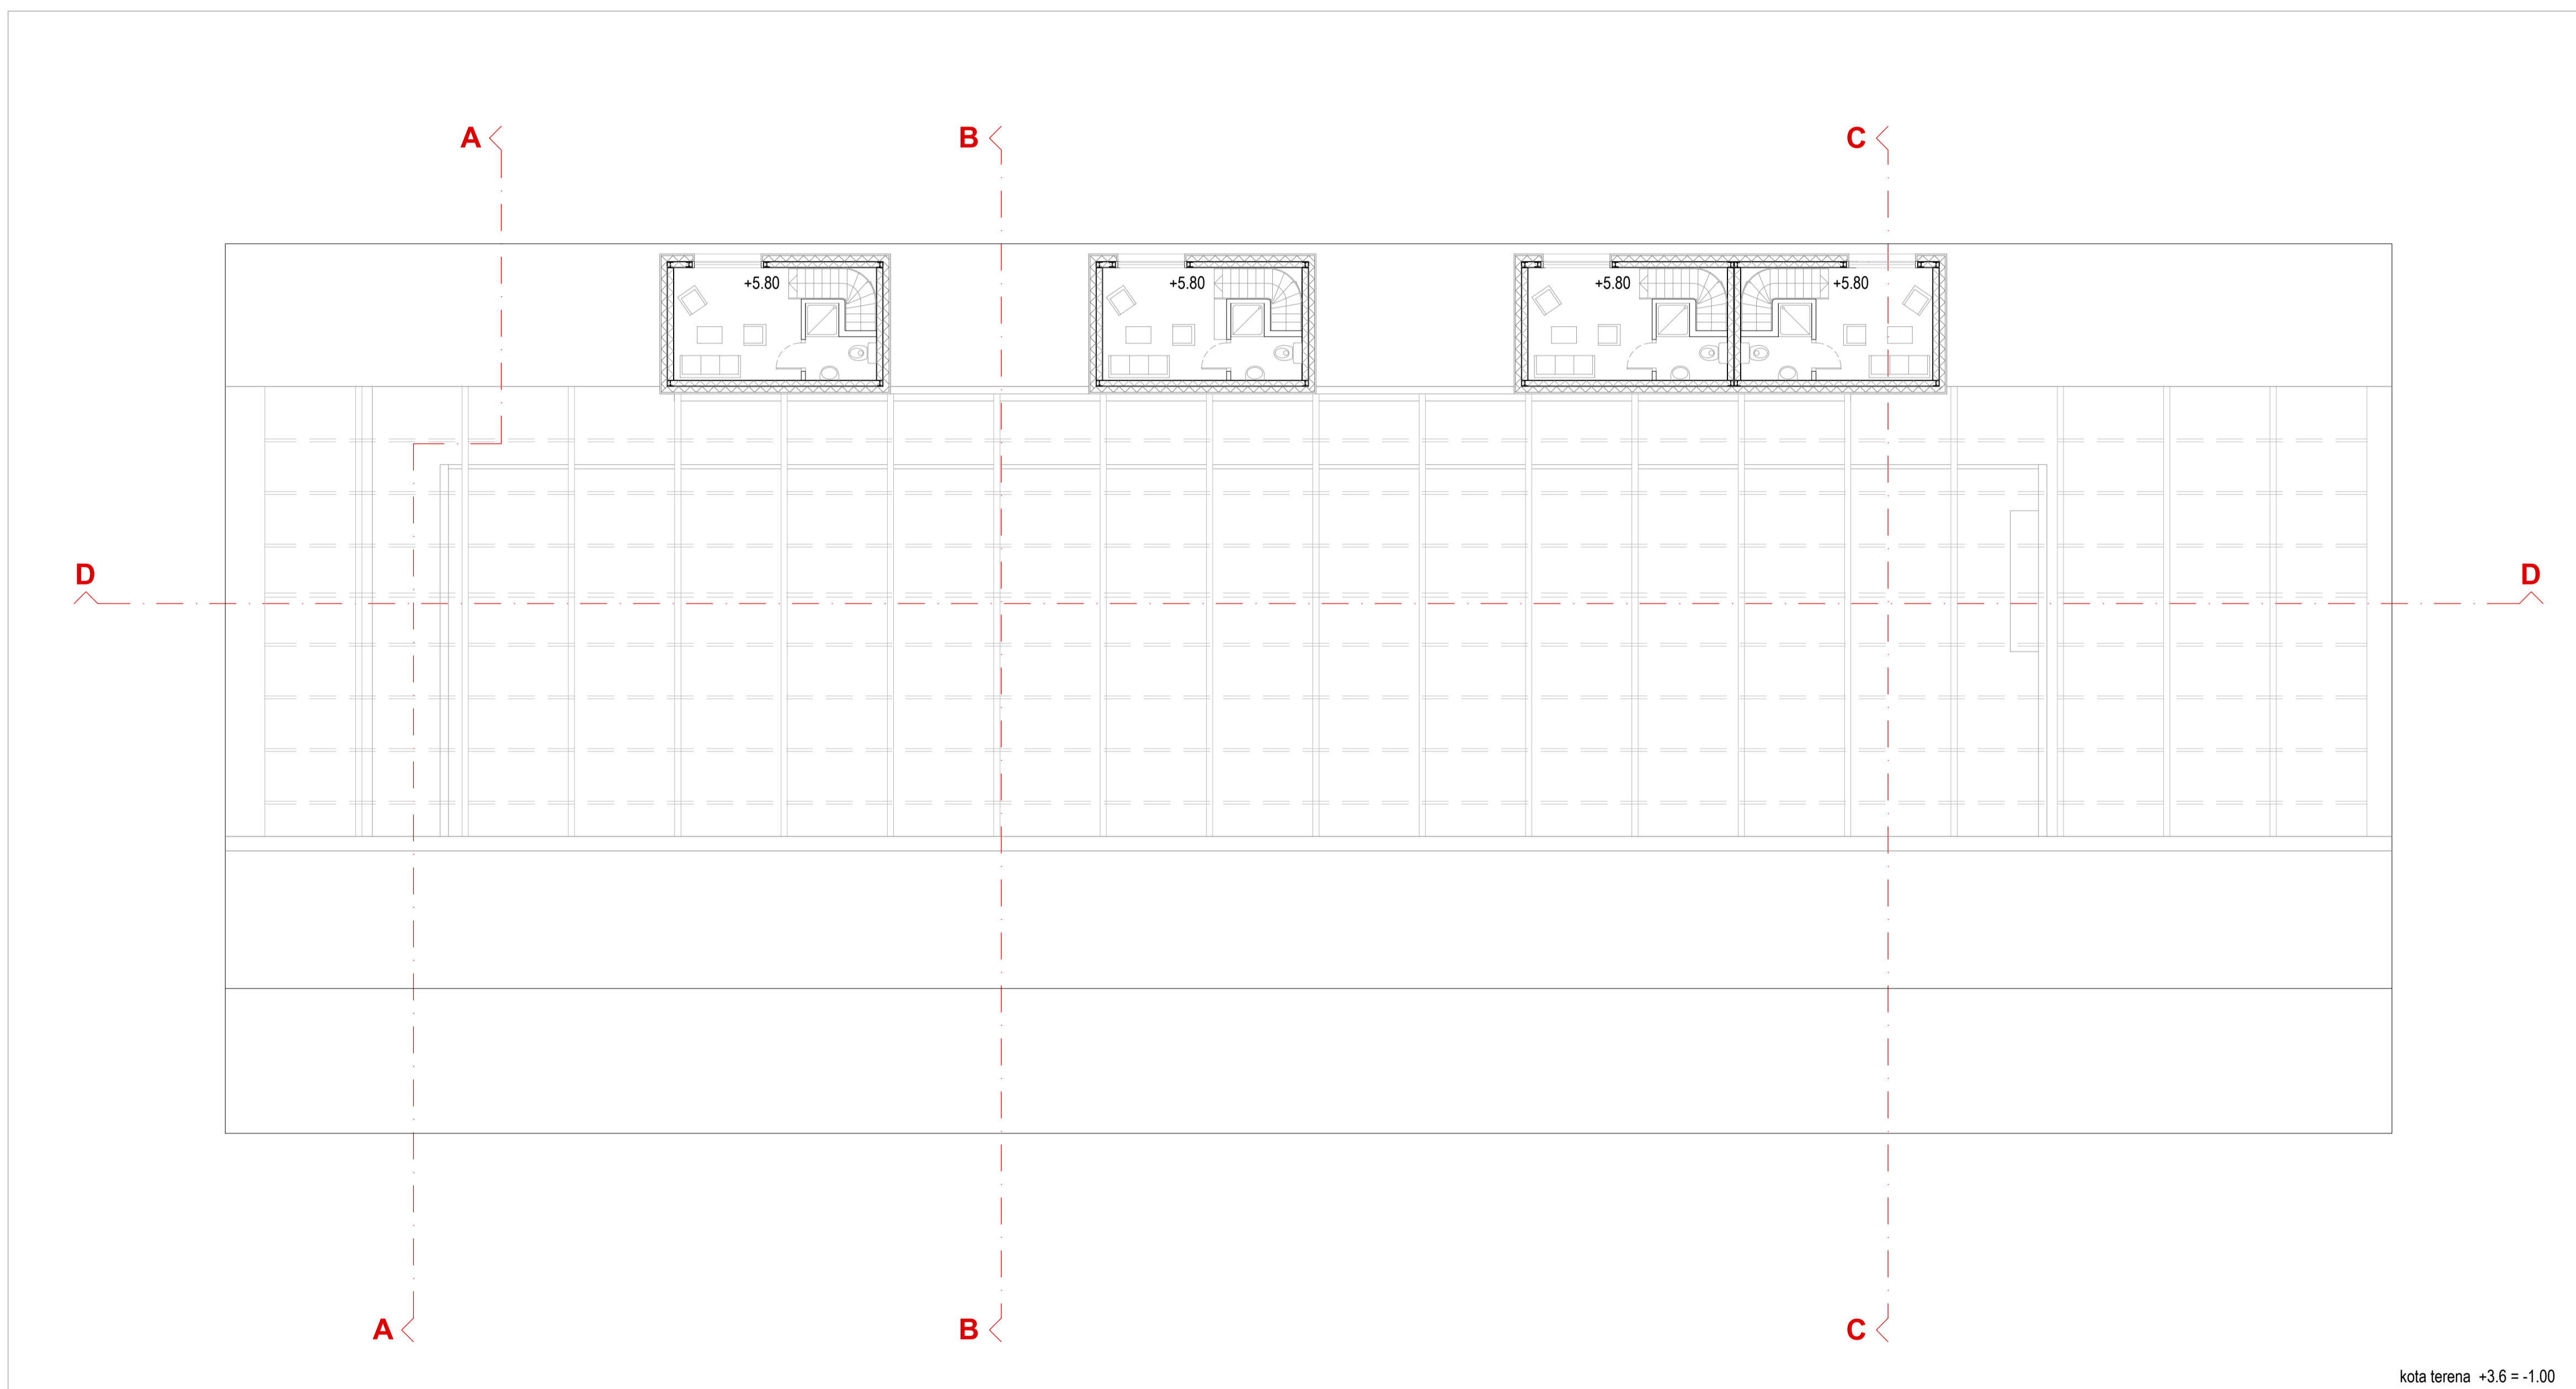 A B C
+5.80 +5.80 +5.80 +5.80
D D
A B C
kota terena +3.6 = -1.00